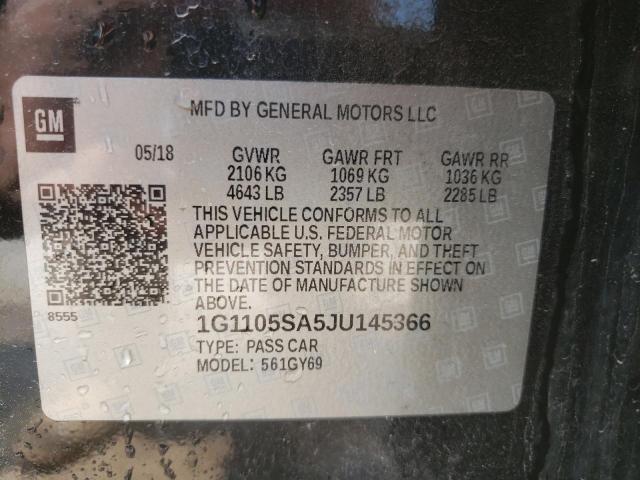 GM
MFD BY GENERAL MOTORS LLC
05/18 GVWR GAWR FRT GAWR RR
2106 KG 1069 KG 1036 KG
4643 LB 2357 LB 2285 LB
THIS VEHICLE CONFORMS TO ALL
APPLICABLE U.S. FEDERAL MOTOR
VEHICLE SAFETY, BUMPER, AND THEFT
PREVENTION STANDARDS IN EFFECT ON
THE DATE OF MANUFACTURE SHOWN
ABOVE.
8555
1G1105SA5JU145366
TYPE: PASS CAR
MODEL: 561GY69